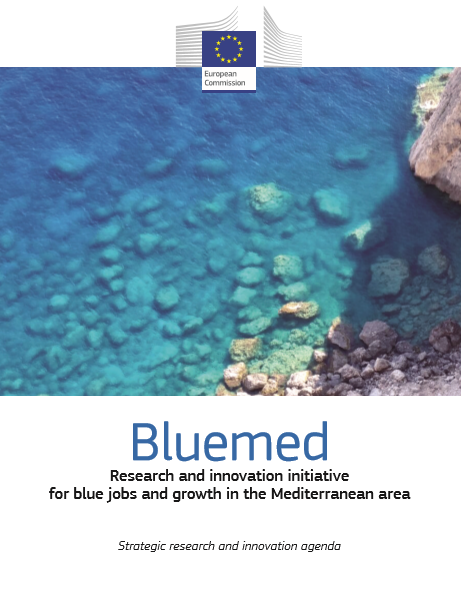 European
Commission
Bluemed
Research and innovation initiative
for blue jobs and growth in the Mediterranean area
Strategic research and innovation agenda